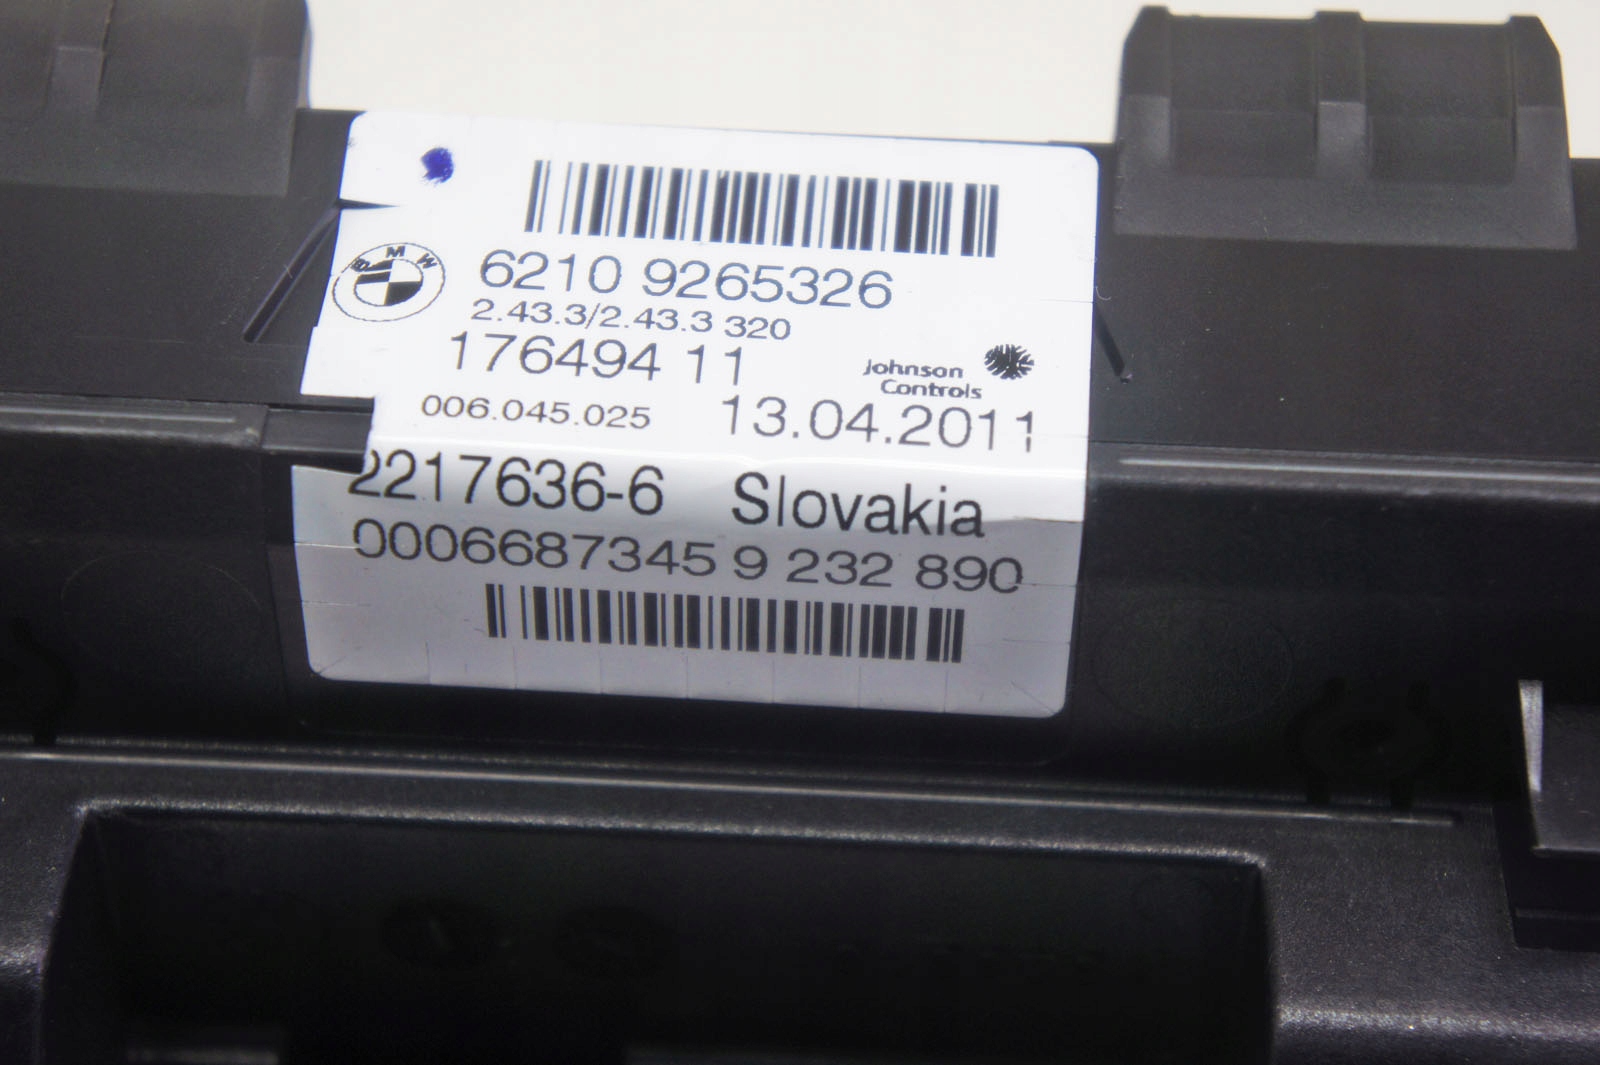 BMW
6210 9265326
2.43.3/2.43.3 320
176494 11
Johnson
Controls
006.045.025 13.04.2011
2217636-6 Slovakia
0006687345 9 232 890